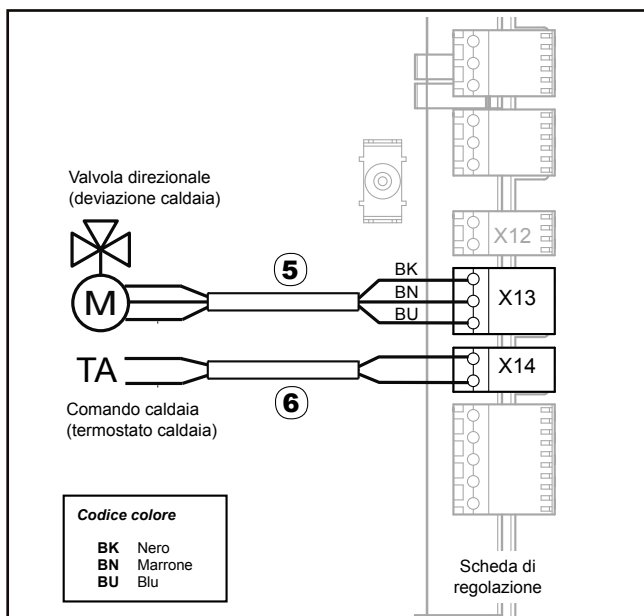 X12
Valvola direzionale
(deviazione caldaia)
M
5
BK
BN
BU
X13
TA
6
X14
Comando caldaia
(termostato caldaia)
Codice colore
BK Nero
BN Marrone
BU Blu
Scheda di
regolazione